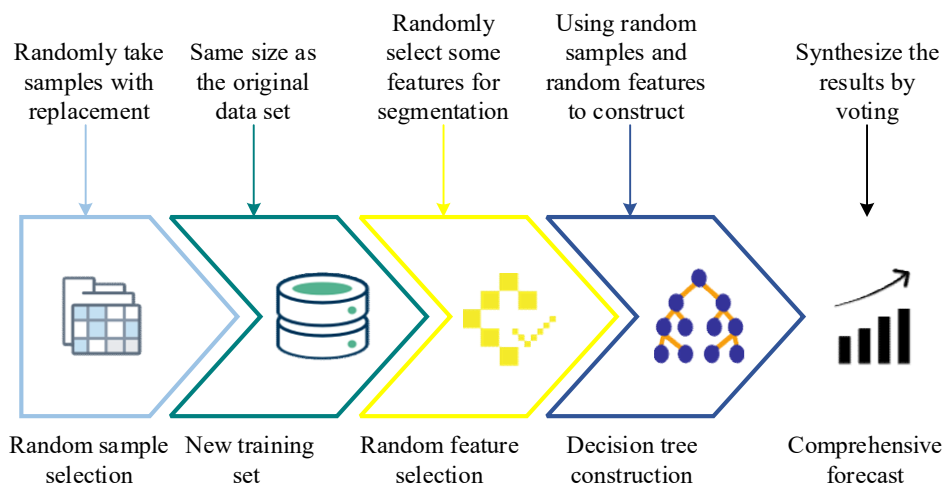 Randomly take
samples with
replacement
Same size as
the original
data set
Randomly
select some
features for
segmentation
Using random
samples and
random features
to construct
Synthesize the
results by
voting
Random sample
selection
New training
set
Random feature
selection
Decision tree
construction
Comprehensive
forecast